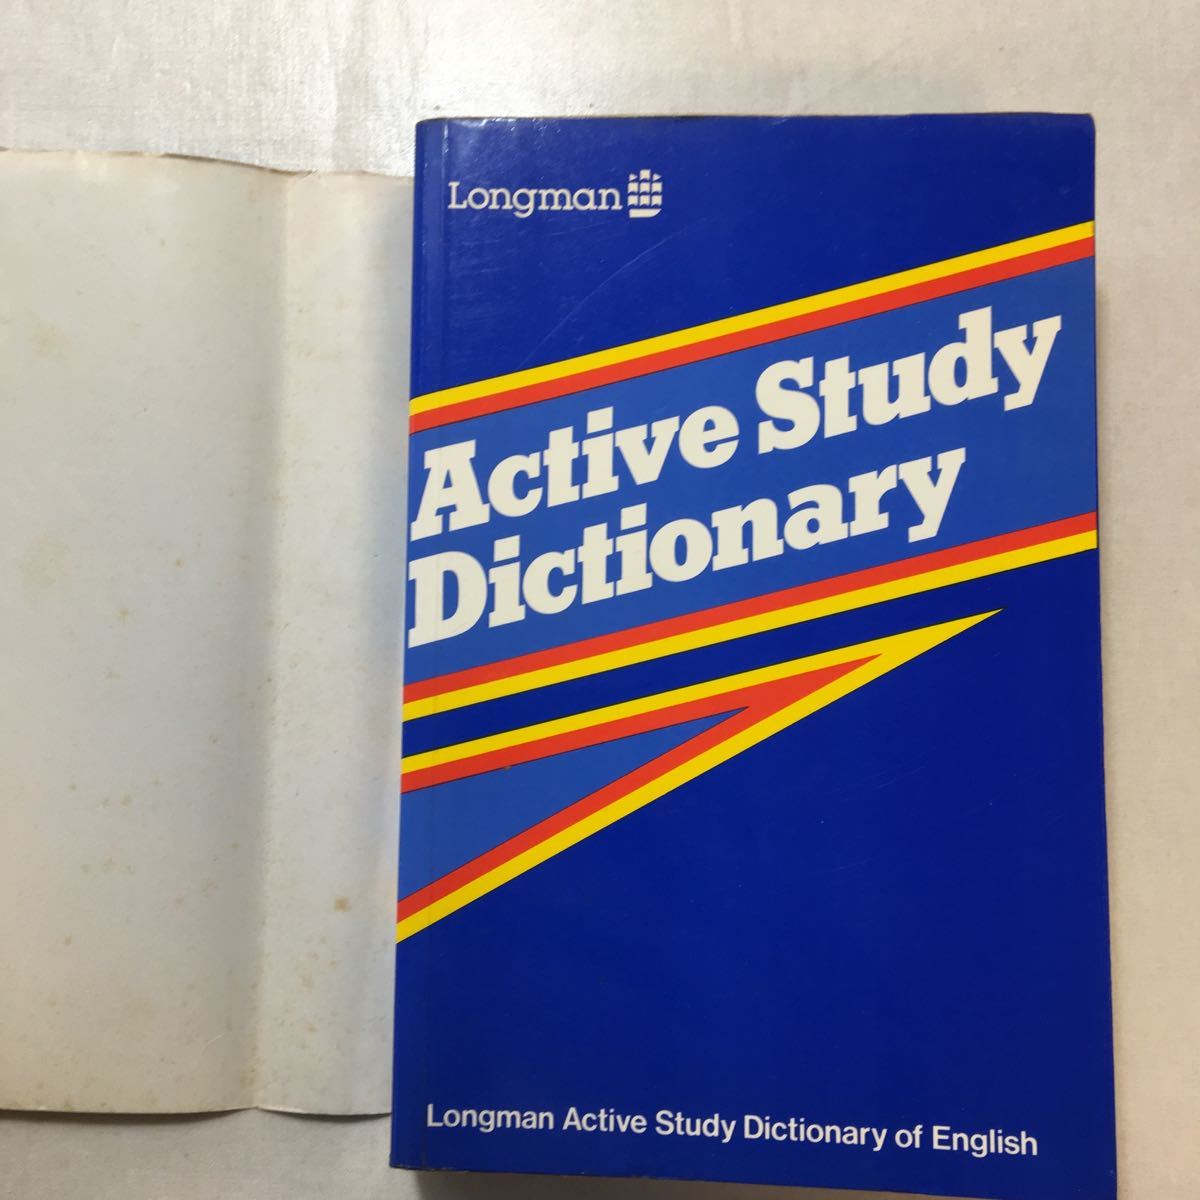 Longman
Active Study
Dictionary
Longman Active Study Dictionary of English